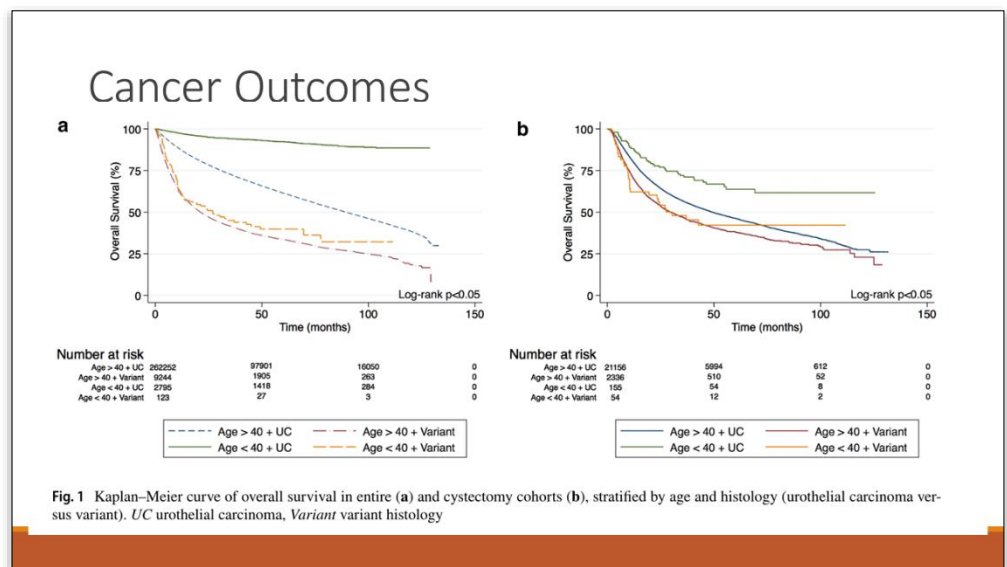 Cancer Outcomes
a
100
75
50
25
0
Overall Survival (%)
Log-rank p<0.05
0 50 100 150
Time (months)
Number at risk
Age > 40 + UC 262252 97901 16050 0
Age > 40 + Variant 9244 1905 263 0
Age < 40 + UC 2795 1418 284 0
Age < 40 + Variant 123 27 3 0
Age > 40 + UC Age > 40 + Variant
Age < 40 + UC Age < 40 + Variant
b
100
75
50
25
0
Overall Survival (%)
Log-rank p<0.05
0 50 100 150
Time (months)
Number at risk
Age > 40 + UC 21156 5994 612 0
Age > 40 + Variant 2336 510 52 0
Age < 40 + UC 155 54 8 0
Age < 40 + Variant 54 12 2 0
Age > 40 + UC Age > 40 + Variant
Age < 40 + UC Age < 40 + Variant
Fig. 1 Kaplan–Meier curve of overall survival in entire (a) and cystectomy cohorts (b), stratified by age and histology (urothelial carcinoma ver-
sus variant). UC urothelial carcinoma, Variant variant histology